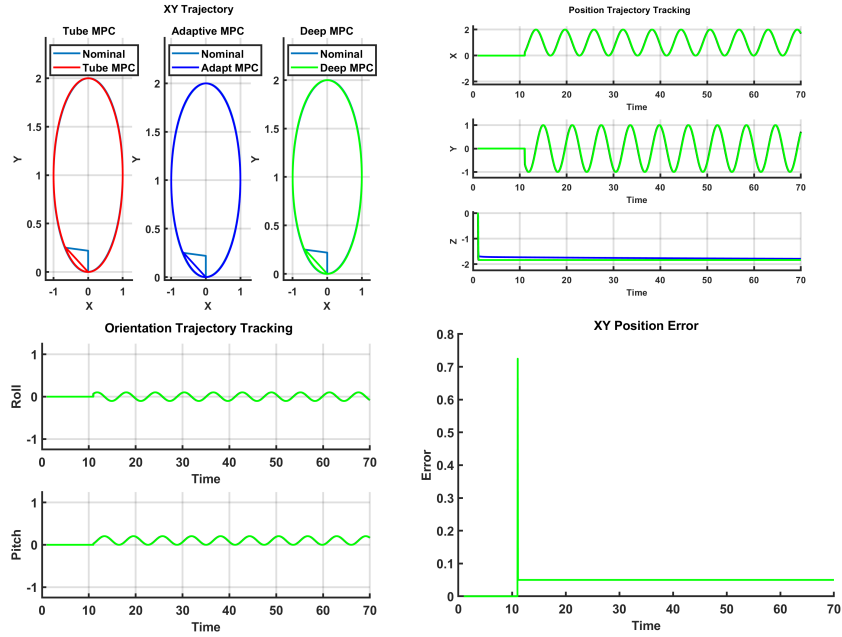 XY Trajectory
Tube MPC
Adaptive MPC
Deep MPC
Nominal
Tube MPC
Nominal
Adapt MPC
Nominal
Deep MPC
Y
2
1.5
1
0.5
0
-1 0 1
X
Y
2
1.5
1
0.5
0
-1 0 1
X
Y
2
1.5
1
0.5
0
-1 0 1
X
Position Trajectory Tracking
X
2
0
-2
0 10 20 30 40 50 60 70
Time
Y
1
0
-1
0 10 20 30 40 50 60 70
Time
Z
0
-1
-2
0 10 20 30 40 50 60 70
Time
Orientation Trajectory Tracking
Roll
1
0
-1
0 10 20 30 40 50 60 70
Time
Pitch
1
0
-1
0 10 20 30 40 50 60 70
Time
XY Position Error
Error
0.8
0.7
0.6
0.5
0.4
0.3
0.2
0.1
0
0 10 20 30 40 50 60 70
Time